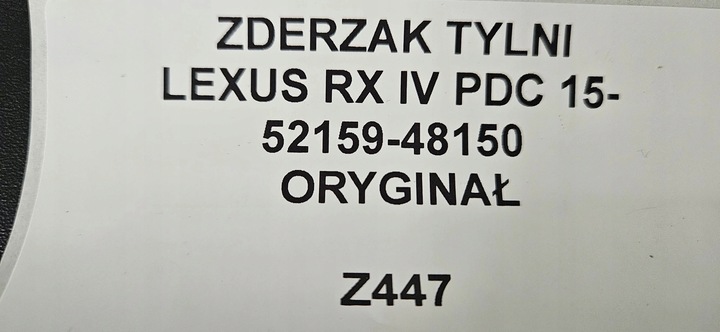 ZDERZAK TYLNI
LEXUS RX IV PDC 15-
52159-48150
ORYGINAŁ
Z447